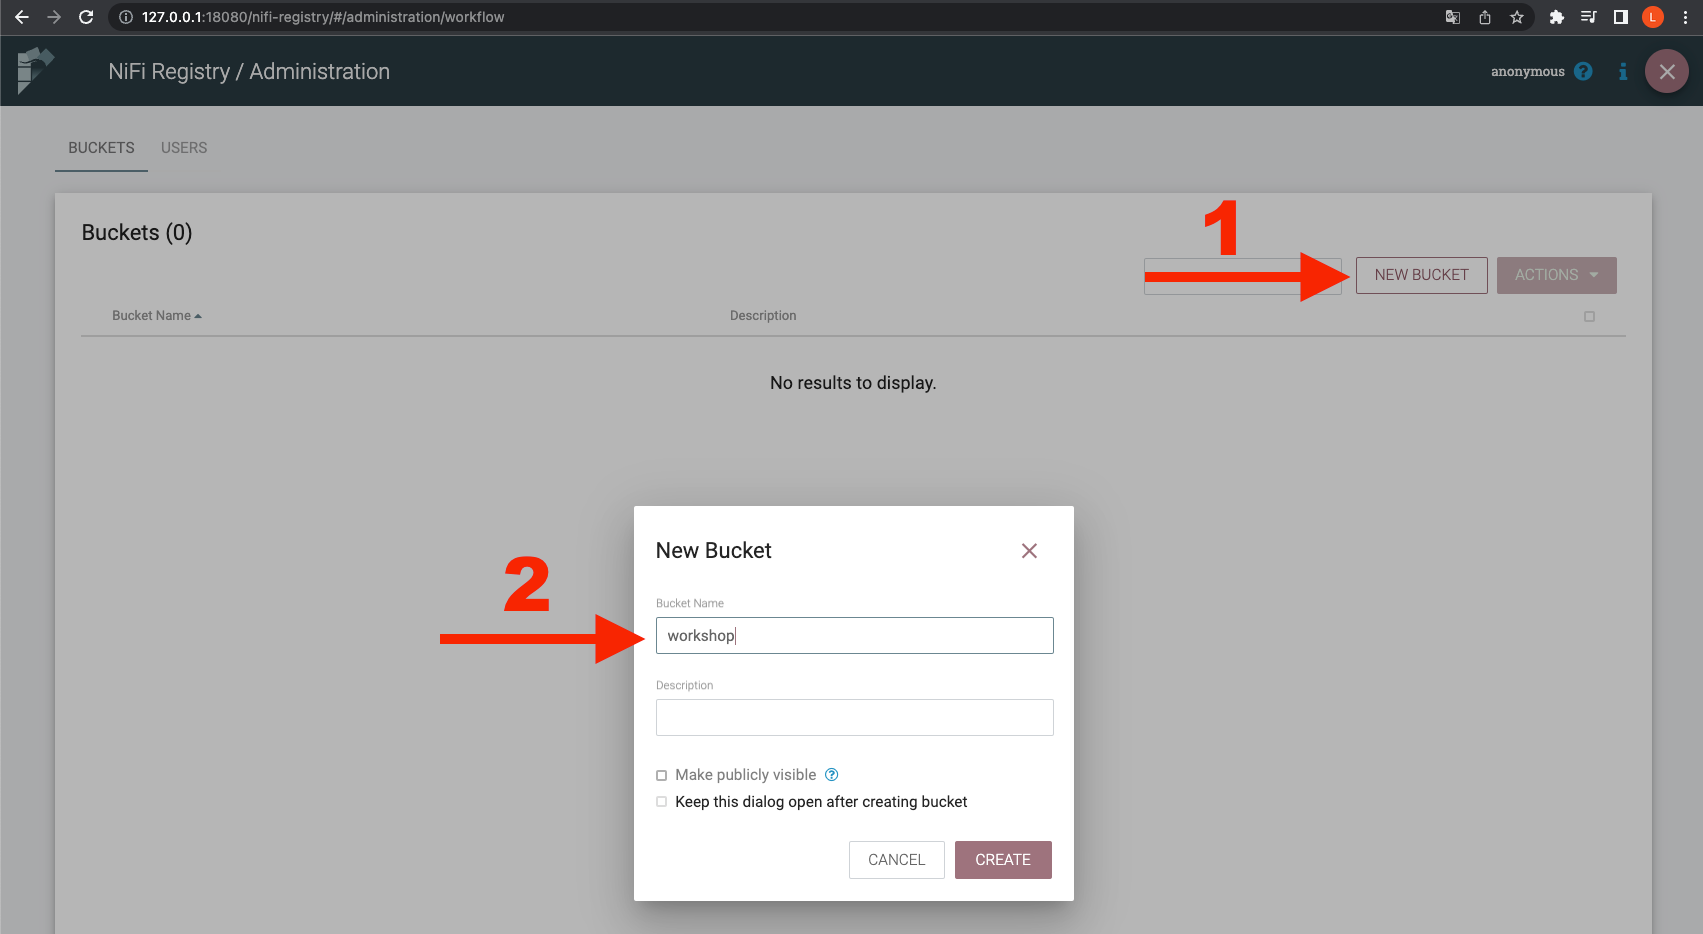 127.0.0.1:18080/nifi-registry/#/administration/workflow
L
NiFi Registry / Administration
anonymous
BUCKETS USERS
Buckets (0)
1
NEW BUCKET
ACTIONS
Bucket Name
Description
No results to display.
New Bucket
2
Bucket Name
workshop
Description
Make publicly visible
Keep this dialog open after creating bucket
CANCEL
CREATE